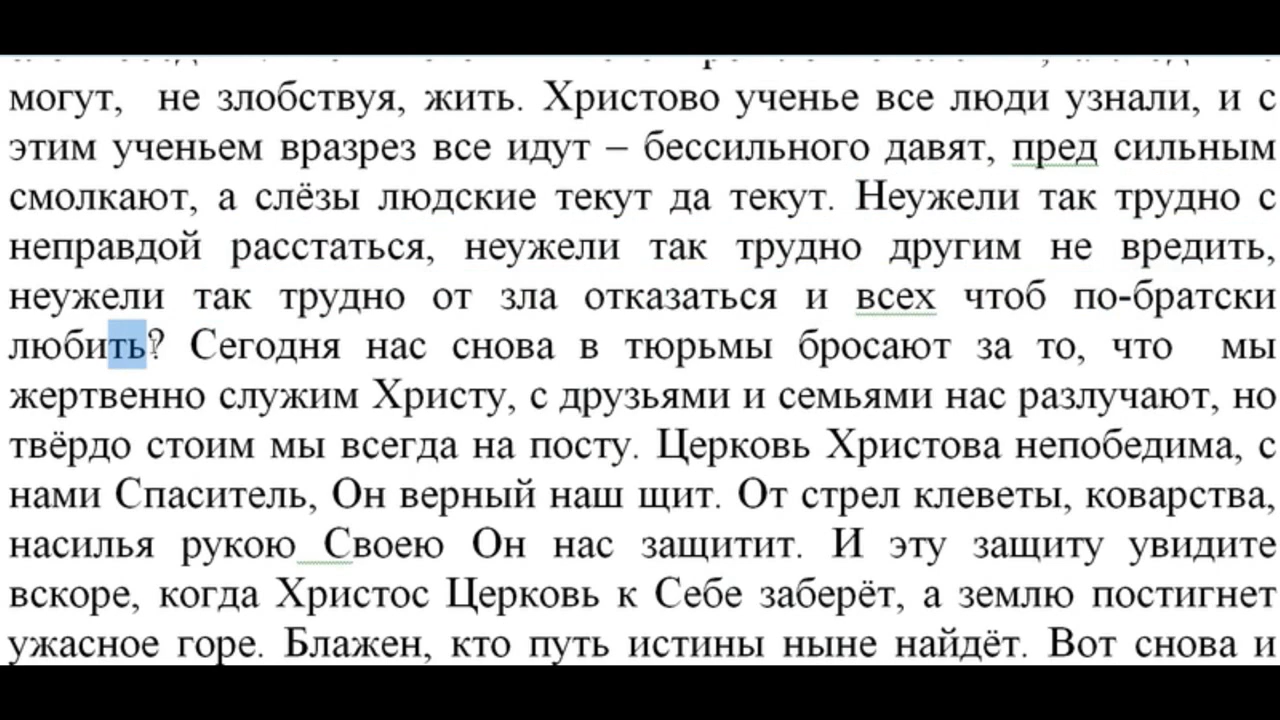 могут, не злобствуя, жить. Христово ученье все люди узнали, и с
этим ученьем вразрез все идут – бессильного давят, пред сильным
смолкают, а слёзы людские текут да текут. Неужели так трудно с
неправдой расстаться, неужели так трудно другим не вредить,
неужели так трудно от зла отказаться и всех чтоб по-братски
любить? Сегодня нас снова в тюрьмы бросают за то, что мы
жертвенно служим Христу, с друзьями и семьями нас разлучают, но
твёрдо стоим мы всегда на посту. Церковь Христова непобедима, с
нами Спаситель, Он верный наш щит. От стрел клеветы, коварства,
насилья рукою Своею Он нас защитит. И эту защиту увидите
вскоре, когда Христос Церковь к Себе заберёт, а землю постигнет
ужасное горе. Блажен, кто путь истины ныне найдёт. Вот снова и